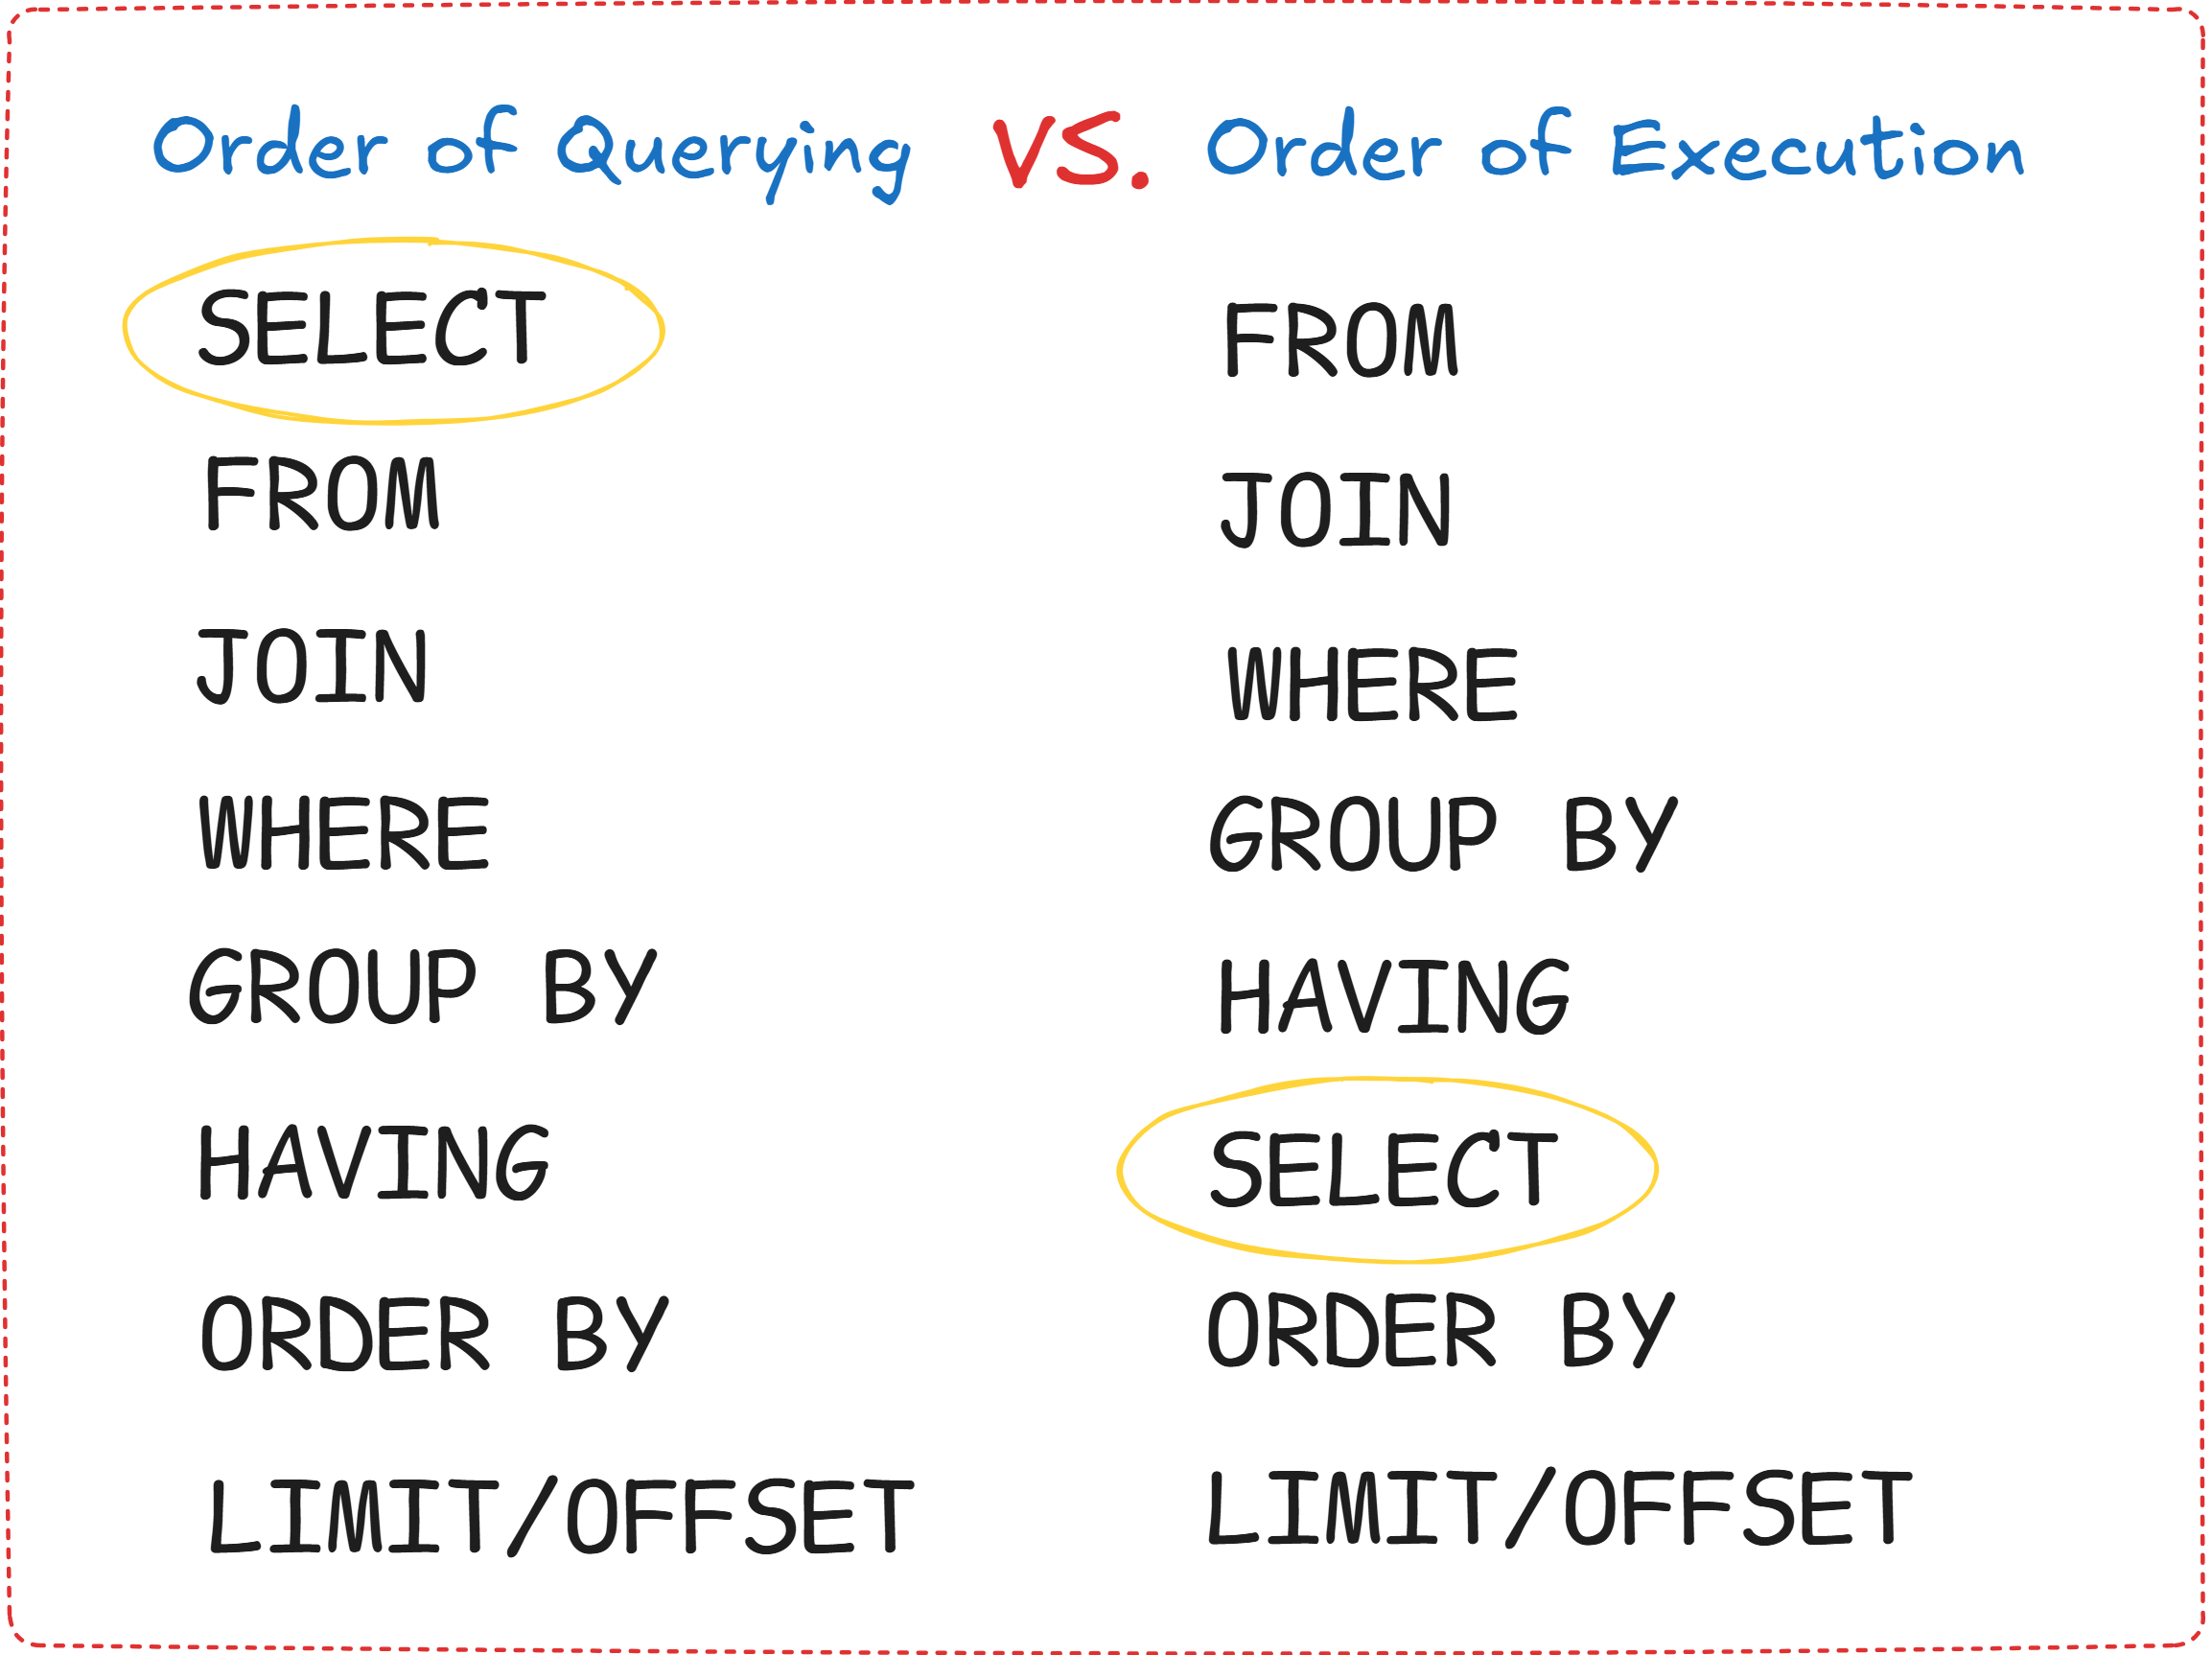 Order of Querying VS. Order of Execution
SELECT
FROM
JOIN
WHERE
GROUP BY
HAVING
ORDER BY
LIMIT/OFFSET
FROM
JOIN
WHERE
GROUP BY
HAVING
SELECT
ORDER BY
LIMIT/OFFSET